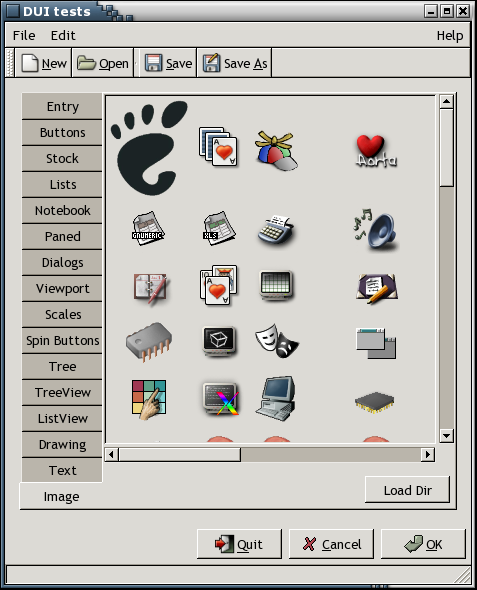 DUI tests
File Edit Help
New Open Save Save As
Entry
Buttons
Stock
Lists
Notebook
Paned
Dialogs
Viewport
Scales
Spin Buttons
Tree
TreeView
ListView
Drawing
Text
Image
Aorta
GNUMERIC XLS
A
A
Load Dir
Quit Cancel OK